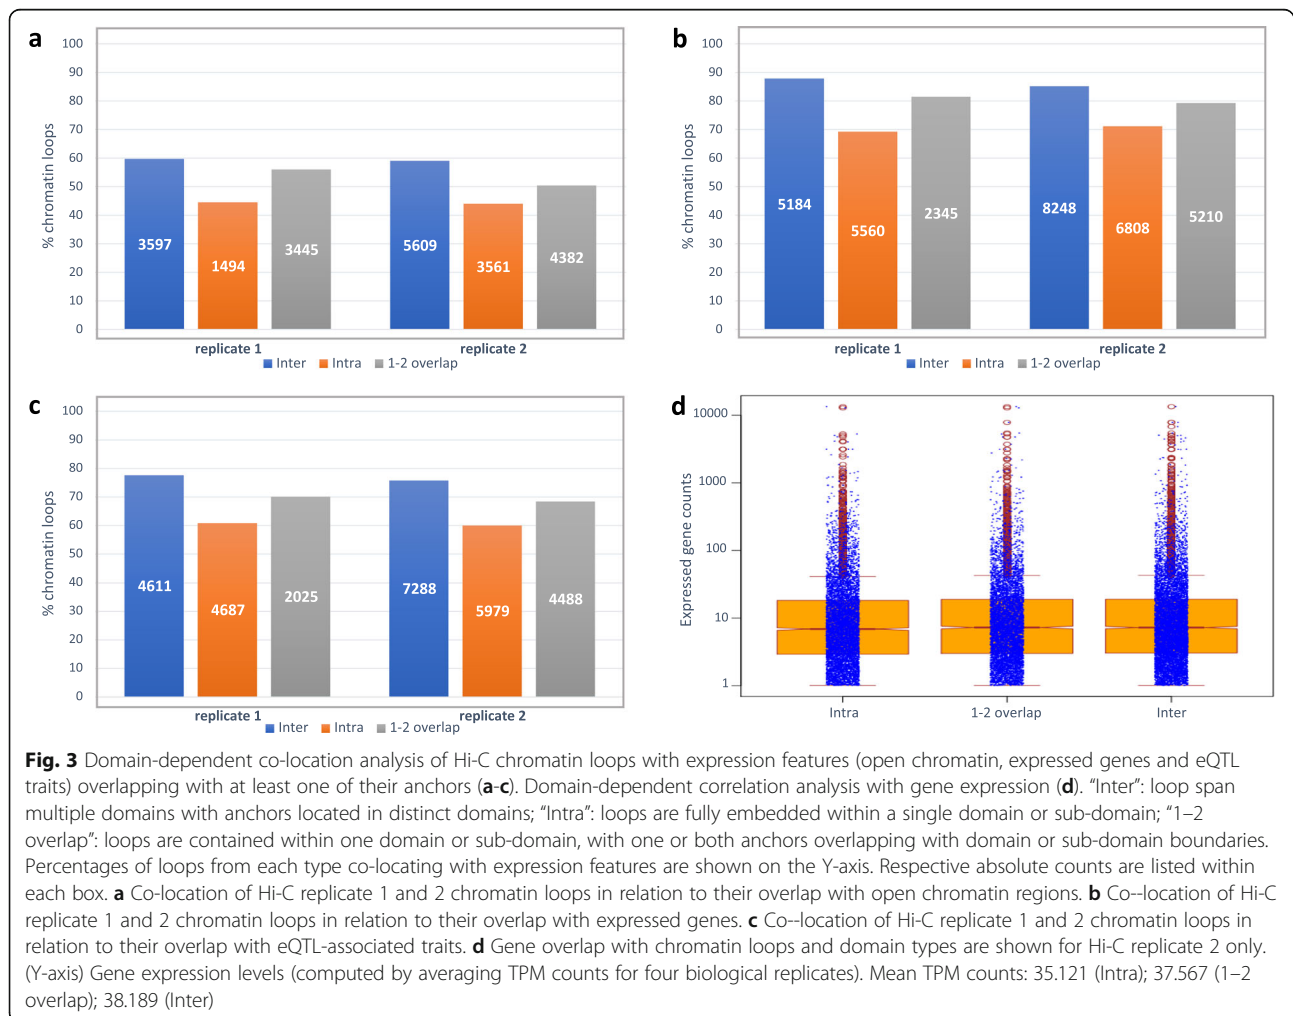 a
100
90
80
70
60
50
40
30
20
10
0
% chromatin loops
3597
1494
3445
5609
3561
4382
replicate 1
replicate 2
Inter
Intra
1-2 overlap
b
100
90
80
70
60
50
40
30
20
10
0
% chromatin loops
5184
5560
2345
8248
6808
5210
replicate 1
replicate 2
Inter
Intra
1-2 overlap
c
100
90
80
70
60
50
40
30
20
10
0
% chromatin loops
4611
4687
2025
7288
5979
4488
replicate 1
replicate 2
Inter
Intra
1-2 overlap
d
10000
1000
100
10
1
Expressed gene counts
Intra
1-2 overlap
Inter
Fig. 3 Domain-dependent co-location analysis of Hi-C chromatin loops with expression features (open chromatin, expressed genes and eQTL
traits) overlapping with at least one of their anchors (a-c). Domain-dependent correlation analysis with gene expression (d). “Inter”: loop span
multiple domains with anchors located in distinct domains; “Intra”: loops are fully embedded within a single domain or sub-domain; “1–2
overlap”: loops are contained within one domain or sub-domain, with one or both anchors overlapping with domain or sub-domain boundaries.
Percentages of loops from each type co-locating with expression features are shown on the Y-axis. Respective absolute counts are listed within
each box. a Co-location of Hi-C replicate 1 and 2 chromatin loops in relation to their overlap with open chromatin regions. b Co--location of Hi-C
replicate 1 and 2 chromatin loops in relation to their overlap with expressed genes. c Co--location of Hi-C replicate 1 and 2 chromatin loops in
relation to their overlap with eQTL-associated traits. d Gene overlap with chromatin loops and domain types are shown for Hi-C replicate 2 only.
(Y-axis) Gene expression levels (computed by averaging TPM counts for four biological replicates). Mean TPM counts: 35.121 (Intra); 37.567 (1–2
overlap); 38.189 (Inter)